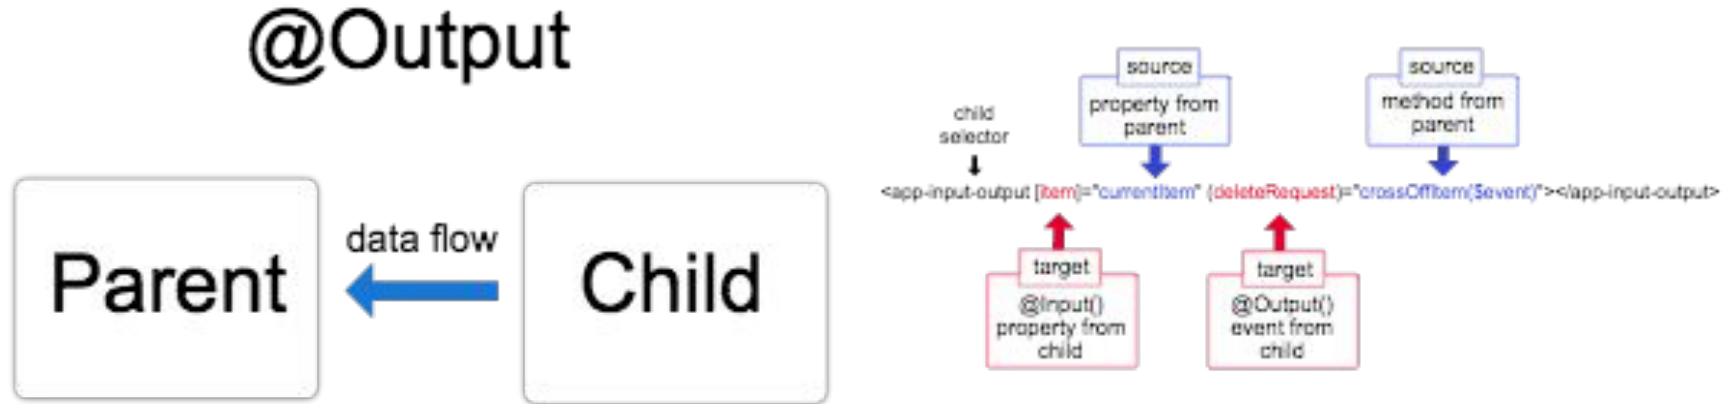 @Output
Parent
data flow
Child
source
property from
parent
source
method from
parent
child
selector
<app-input-output [item]="currentItem" (deleteRequest)="crossOffItem($event)"></app-input-output>
target
@Input()
property from
child
target
@Output()
event from
child